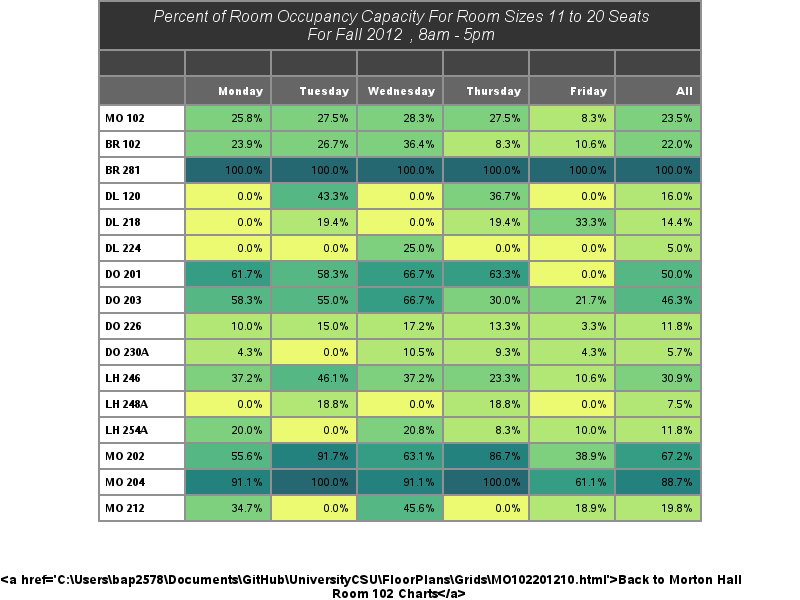 Percent of Room Occupancy Capacity For Room Sizes 11 to 20 Seats
For Fall 2012 , 8am - 5pm
Monday Tuesday Wednesday Thursday Friday All
MO 102 25.8% 27.5% 28.3% 27.5% 8.3% 23.5%
BR 102 23.9% 26.7% 36.4% 8.3% 10.6% 22.0%
BR 281 100.0% 100.0% 100.0% 100.0% 100.0% 100.0%
DL 120 0.0% 43.3% 0.0% 36.7% 0.0% 16.0%
DL 218 0.0% 19.4% 0.0% 19.4% 33.3% 14.4%
DL 224 0.0% 0.0% 25.0% 0.0% 0.0% 5.0%
DO 201 61.7% 58.3% 66.7% 63.3% 0.0% 50.0%
DO 203 58.3% 55.0% 66.7% 30.0% 21.7% 46.3%
DO 226 10.0% 15.0% 17.2% 13.3% 3.3% 11.8%
DO 230A 4.3% 0.0% 10.5% 9.3% 4.3% 5.7%
LH 246 37.2% 46.1% 37.2% 23.3% 10.6% 30.9%
LH 248A 0.0% 18.8% 0.0% 18.8% 0.0% 7.5%
LH 254A 20.0% 0.0% 20.8% 8.3% 10.0% 11.8%
MO 202 55.6% 91.7% 63.1% 86.7% 38.9% 67.2%
MO 204 91.1% 100.0% 91.1% 100.0% 61.1% 88.7%
MO 212 34.7% 0.0% 45.6% 0.0% 18.9% 19.8%
<a href='C:\Users\bap2578\Documents\GitHub\UniversityCSU\FloorPlans\Grids\MO102201210.html'>Back to Morton Hall
Room 102 Charts</a>